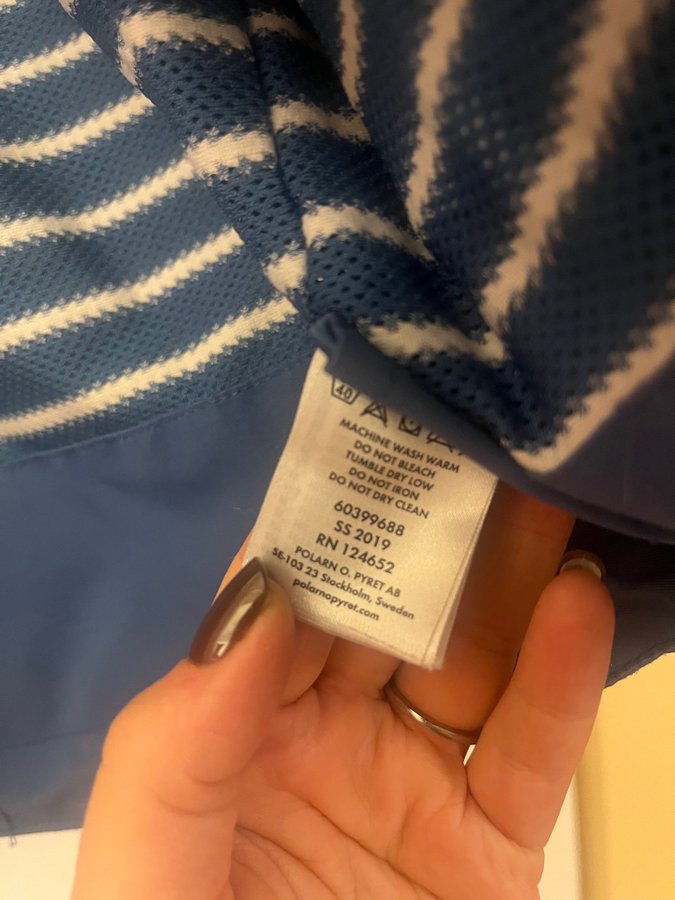 40
MACHINE WASH WARM
DO NOT BLEACH
TUMBLE DRY LOW
DO NOT IRON
DO NOT DRY CLEAN
60399688
SS 2019
RN 124652
POLARN O. PYRET AB
SE-103 23 Stockholm, Sweden
polarnopyret.com